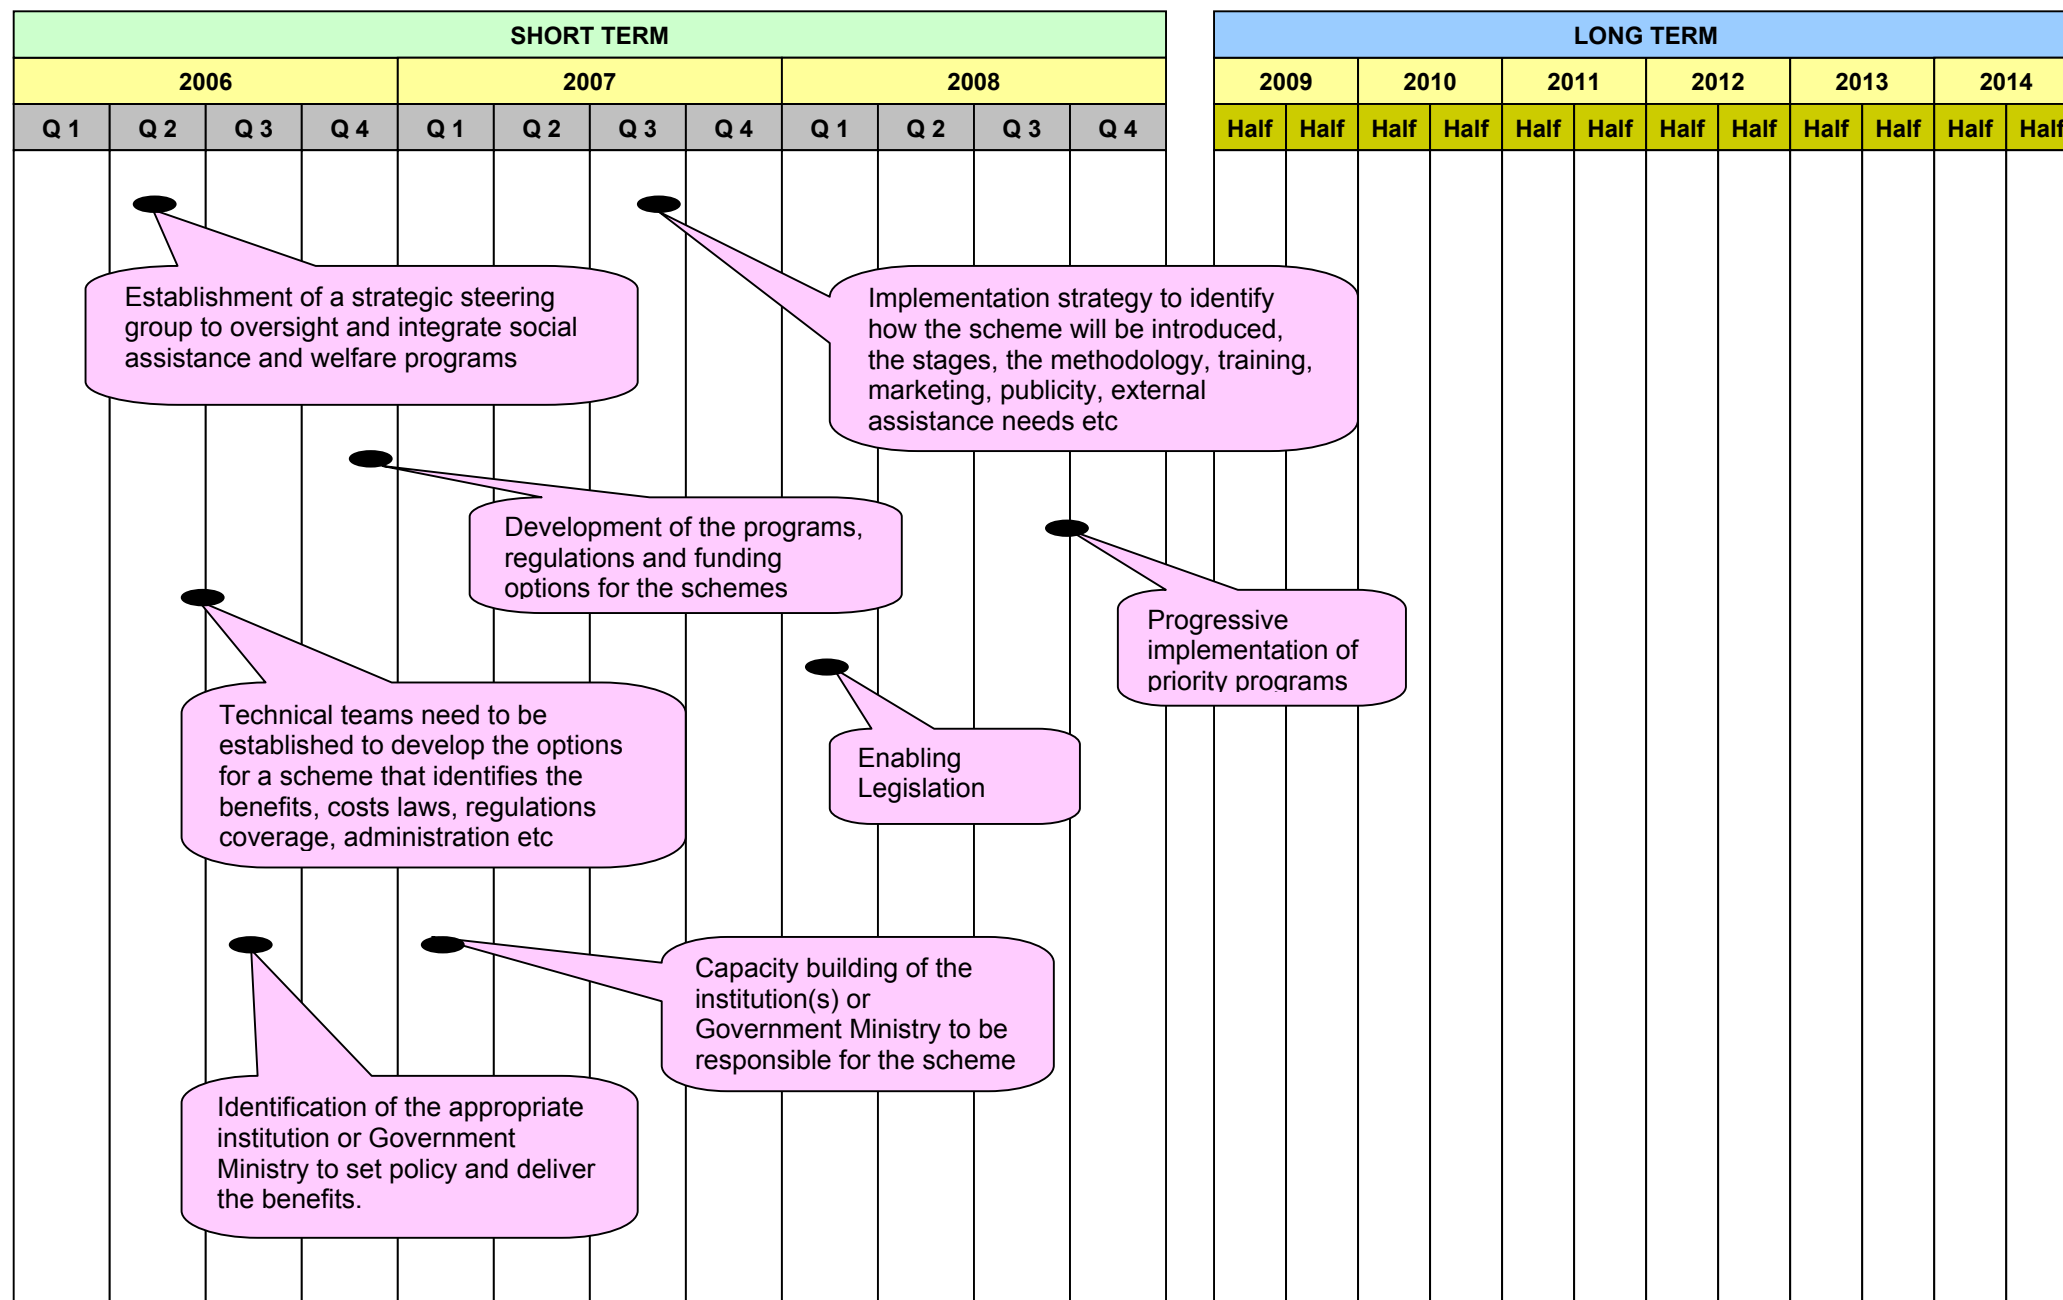 SHORT TERM
LONG TERM
2006 2007 2008
2009 2010 2011 2012 2013 2014
Q 1 Q 2 Q 3 Q 4 Q 1 Q 2 Q 3 Q 4 Q 1 Q 2 Q 3 Q 4
Half Half Half Half Half Half Half Half Half Half Half Half
Establishment of a strategic steering
group to oversight and integrate social
assistance and welfare programs
Implementation strategy to identify
how the scheme will be introduced,
the stages, the methodology, training,
marketing, publicity, external
assistance needs etc
Development of the programs,
regulations and funding
options for the schemes
Progressive
implementation of
priority programs
Technical teams need to be
established to develop the options
for a scheme that identifies the
benefits, costs laws, regulations
coverage, administration etc
Enabling
Legislation
Capacity building of the
institution(s) or
Government Ministry to be
responsible for the scheme
Identification of the appropriate
institution or Government
Ministry to set policy and deliver
the benefits.